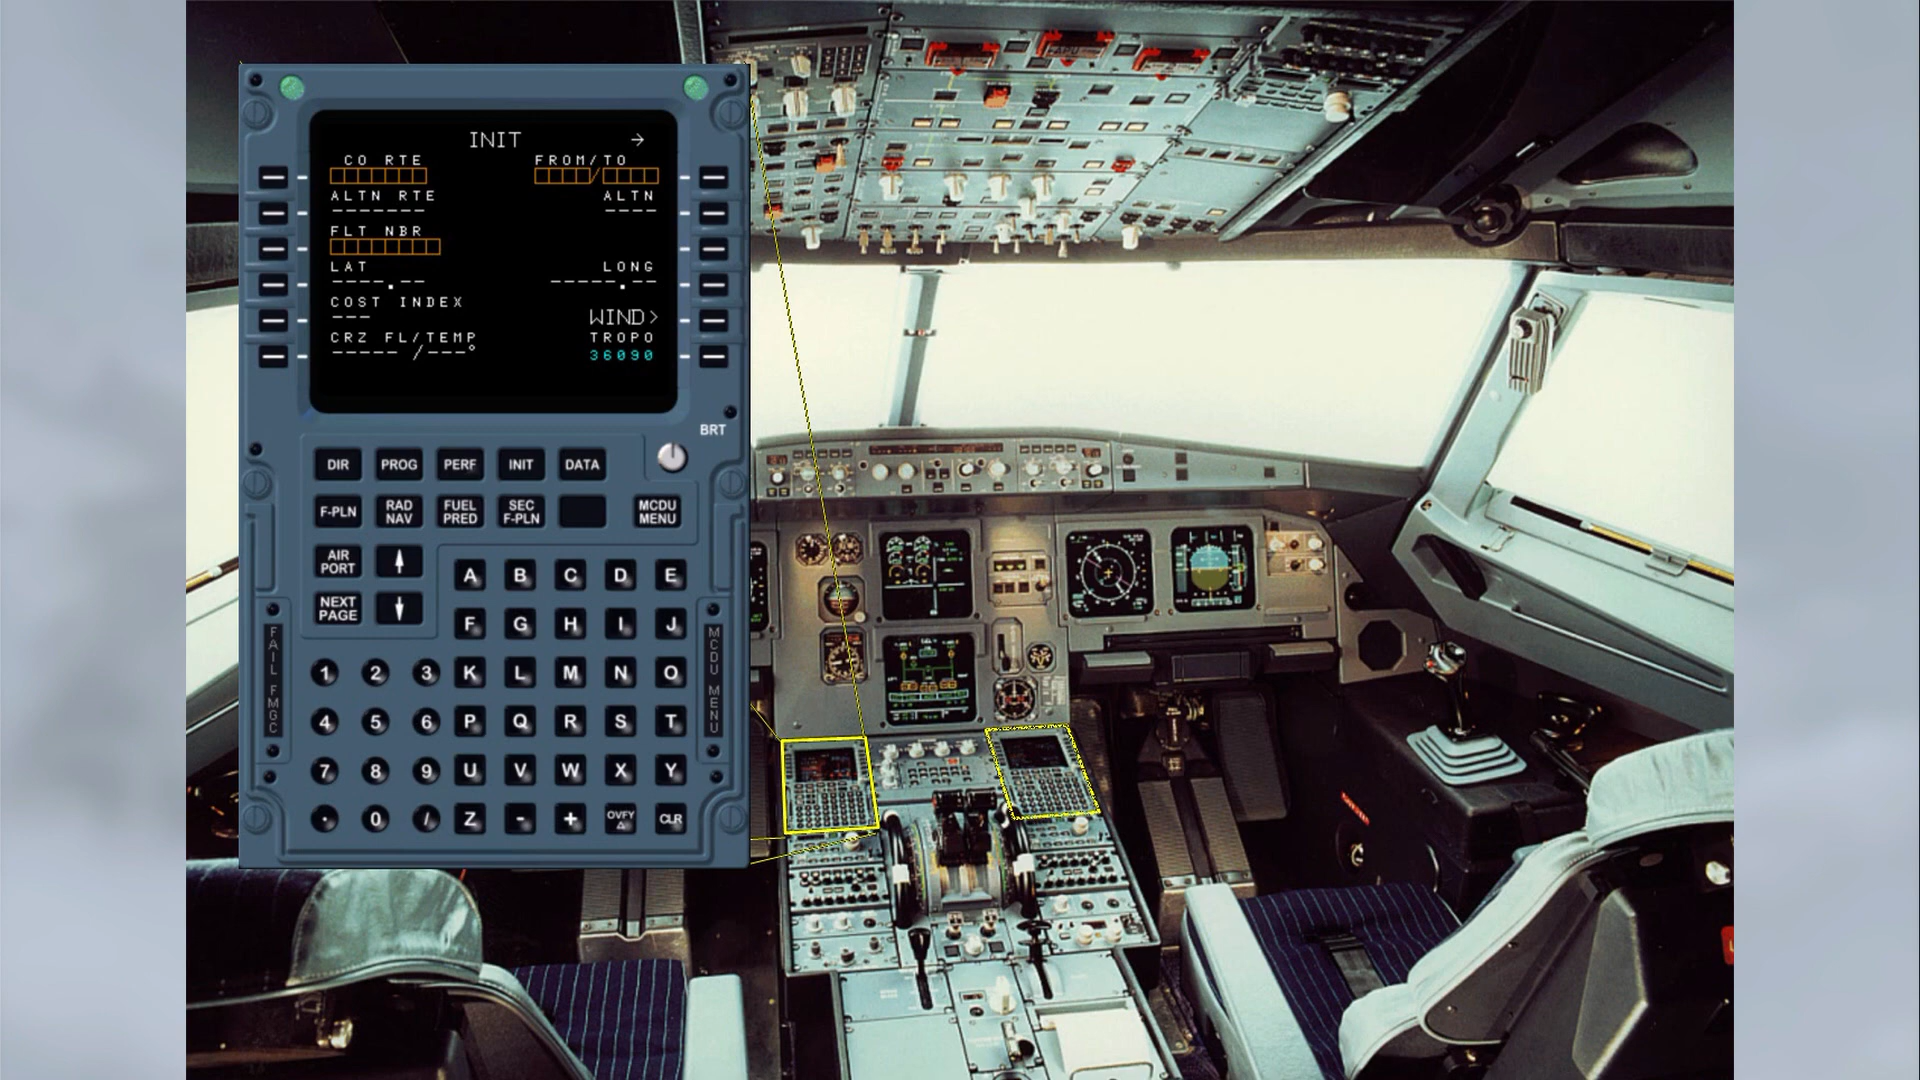 INIT →
CO RTE FROM/TO
/
ALTN RTE ALTN
------- ----
FLT NBR
LAT LONG
----.-- -----.--
COST INDEX
--- WIND>
CRZ FL/TEMP TROPO
----- /---° 36090
BRT
DIR PROG PERF INIT DATA
F-PLN RAD NAV FUEL PRED SEC F-PLN MCDU MENU
AIR PORT
NEXT PAGE
A B C D E
F G H I J
1 2 3 K L M N O
4 5 6 P Q R S T
7 8 9 U V W X Y
. 0 / Z - + OVFY △ CLR
FAIL FMGC
MCDU MENU